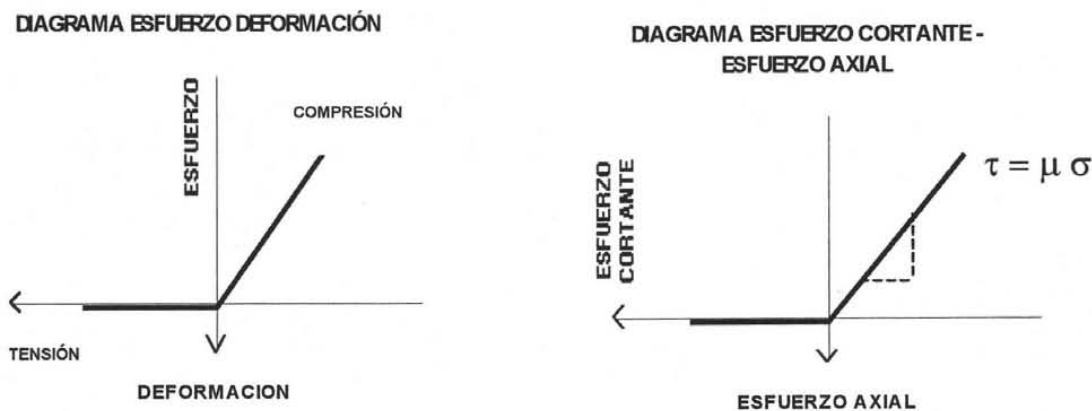 DIAGRAMA ESFUERZO DEFORMACIÓN
ESFUERZO
COMPRESIÓN
TENSIÓN
DEFORMACION
DIAGRAMA ESFUERZO CORTANTE -
ESFUERZO AXIAL
ESFUERZO
CORTANTE
τ = μ σ
ESFUERZO AXIAL